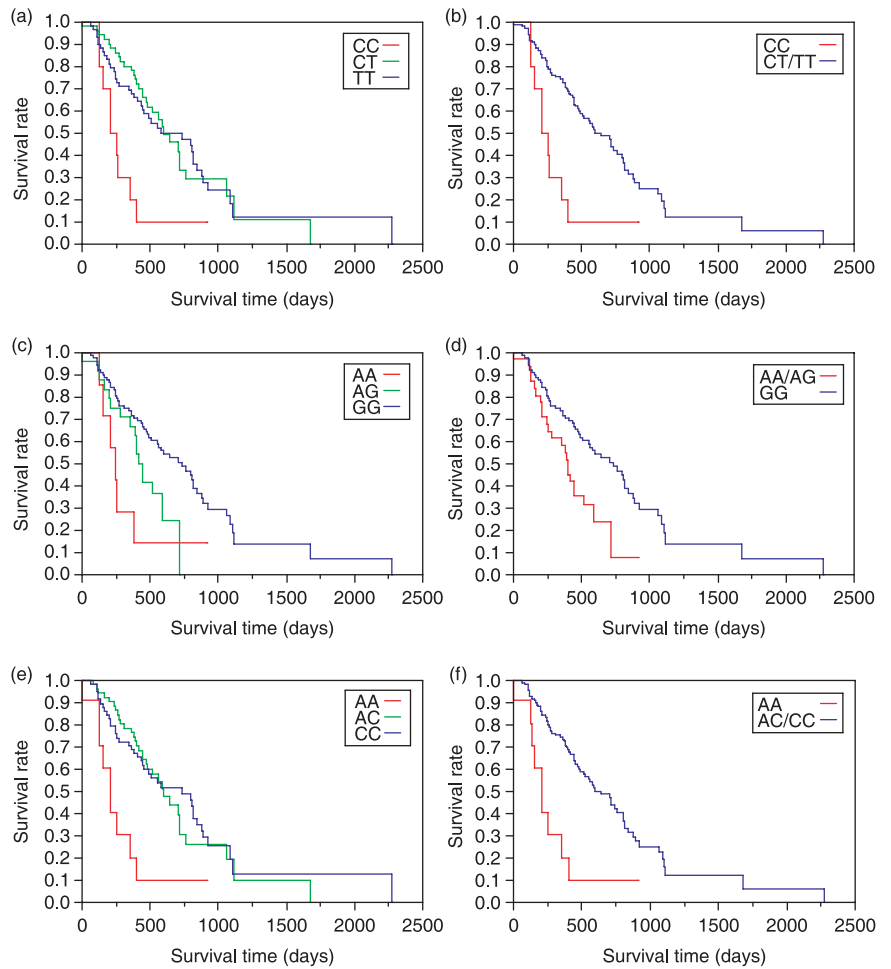 (a)
Survival rate
1.0
0.9
0.8
0.7
0.6
0.5
0.4
0.3
0.2
0.1
0.0
CC
CT
TT
0 500 1000 1500 2000 2500
Survival time (days)
(b)
Survival rate
1.0
0.9
0.8
0.7
0.6
0.5
0.4
0.3
0.2
0.1
0.0
CC
CT/TT
0 500 1000 1500 2000 2500
Survival time (days)
(c)
Survival rate
1.0
0.9
0.8
0.7
0.6
0.5
0.4
0.3
0.2
0.1
0.0
AA
AG
GG
0 500 1000 1500 2000 2500
Survival time (days)
(d)
Survival rate
1.0
0.9
0.8
0.7
0.6
0.5
0.4
0.3
0.2
0.1
0.0
AA/AG
GG
0 500 1000 1500 2000 2500
Survival time (days)
(e)
Survival rate
1.0
0.9
0.8
0.7
0.6
0.5
0.4
0.3
0.2
0.1
0.0
AA
AC
CC
0 500 1000 1500 2000 2500
Survival time (days)
(f)
Survival rate
1.0
0.9
0.8
0.7
0.6
0.5
0.4
0.3
0.2
0.1
0.0
AA
AC/CC
0 500 1000 1500 2000 2500
Survival time (days)